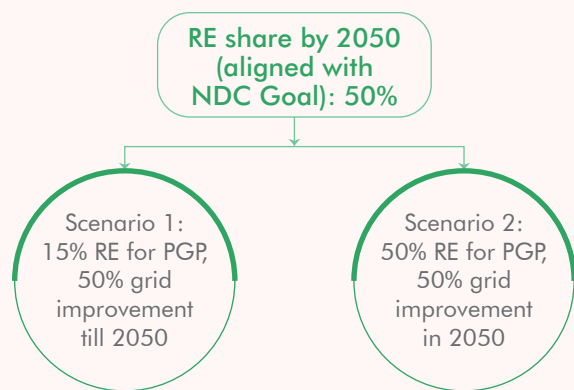 RE share by 2050
(aligned with
NDC Goal): 50%
Scenario 1:
15% RE for PGP,
50% grid
improvement
till 2050
Scenario 2:
50% RE for PGP,
50% grid
improvement
in 2050